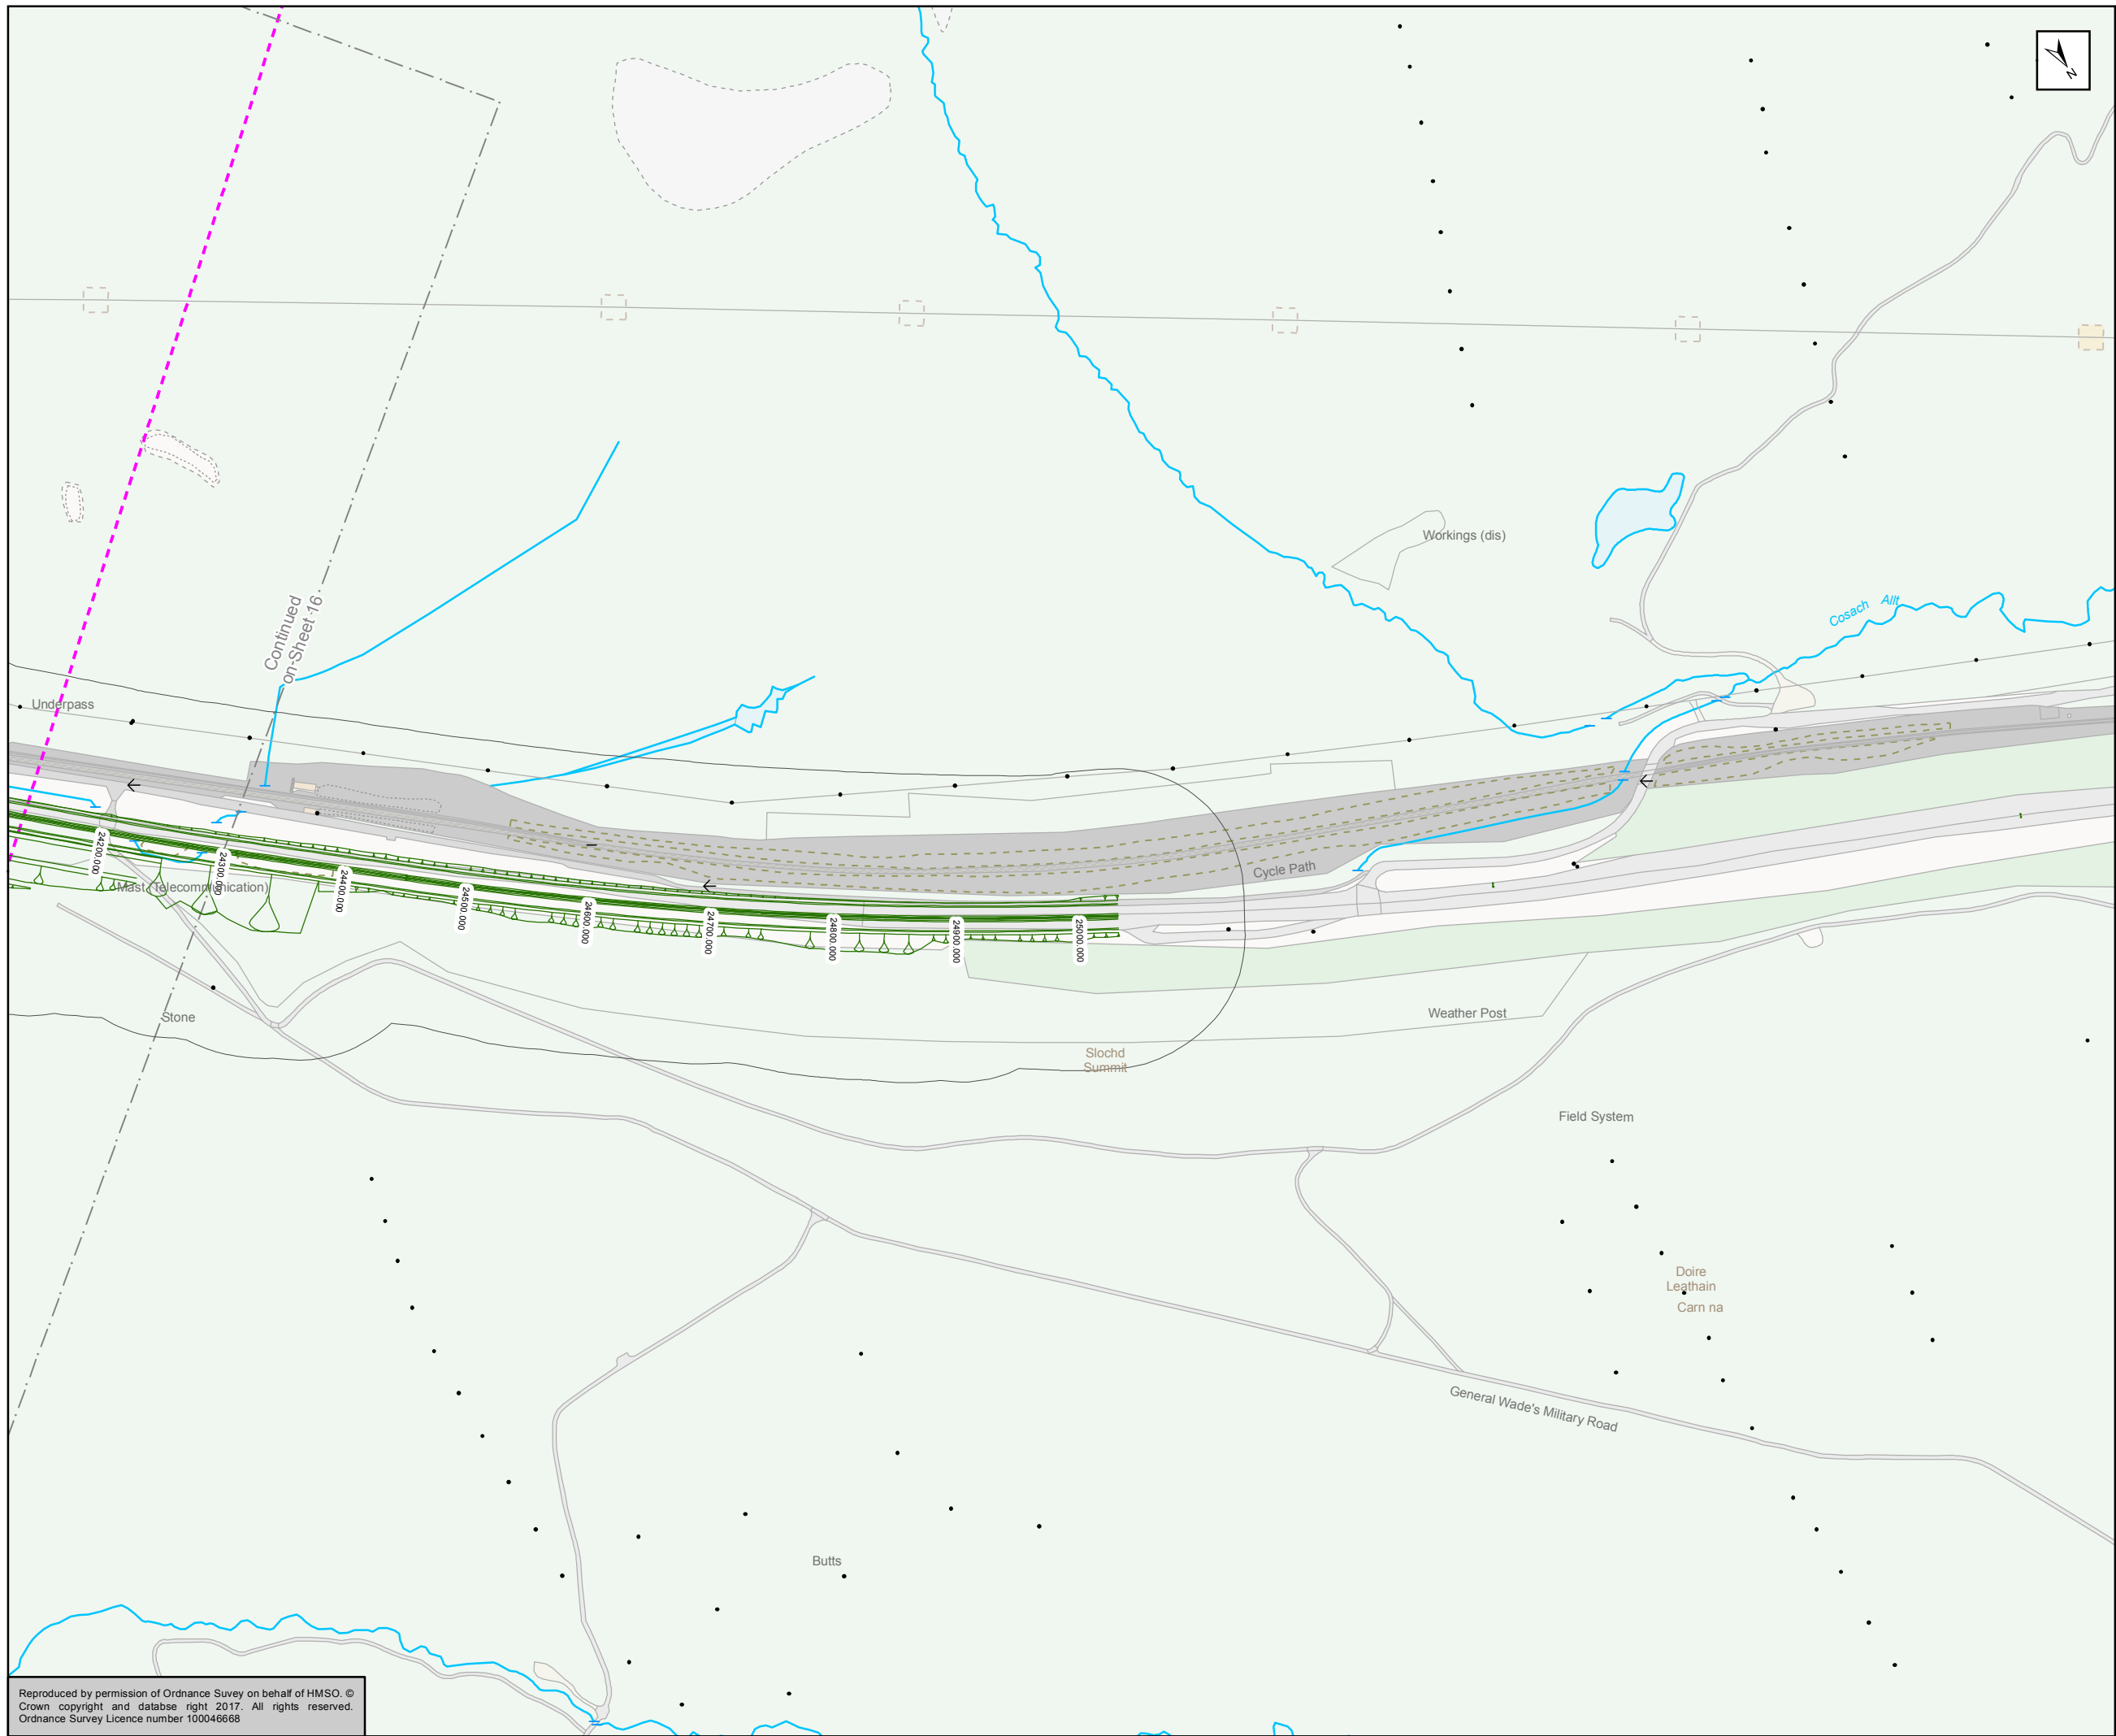 N
Workings (dis)
Cosach Allt
Continued
on Sheet 16
Underpass
24200.000
24300.000
24400.000
24500.000
24600.000
24700.000
24800.000
24900.000
25000.000
Cycle Path
Mast (Telecommunication)
Stone
Weather Post
Slochd
Summit
Field System
Doire
Leathain
Carn na
General Wade's Military Road
Butts
Reproduced by permission of Ordnance Suvey on behalf of HMSO. ©
Crown copyright and databse right 2017. All rights reserved.
Ordnance Survey Licence number 100046668